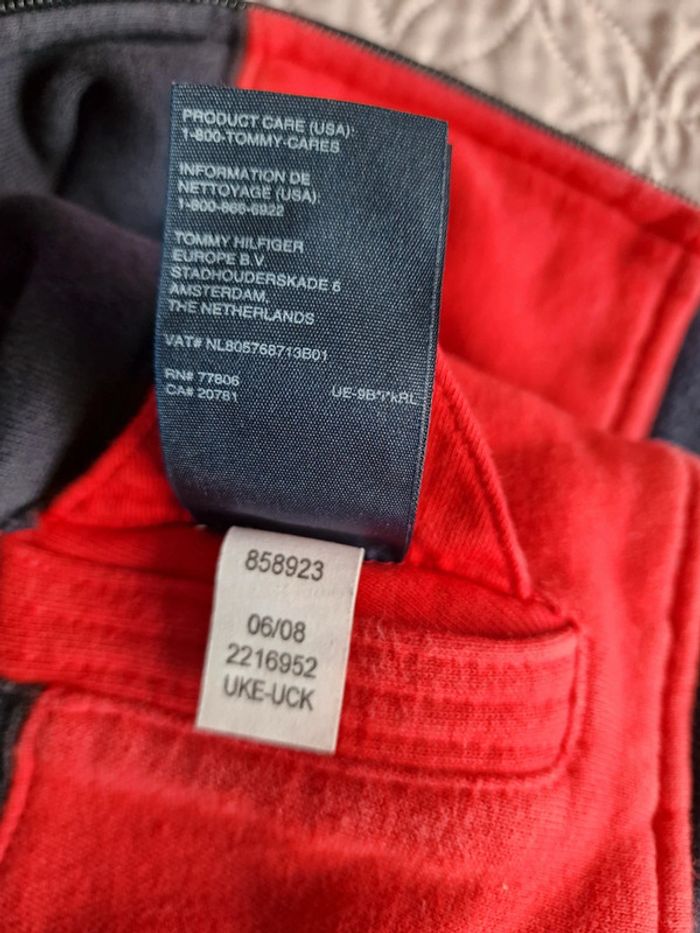 PRODUCT CARE (USA):
1-800-TOMMY-CARES
INFORMATION DE
NETTOYAGE (USA):
1-800-866-6922
TOMMY HILFIGER
EUROPE B.V.
STADHOUDERSKADE 6
AMSTERDAM,
THE NETHERLANDS
VAT# NL805768713B01
RN# 77806
CA# 20781
858923
06/08
2216952
UKE-UCK